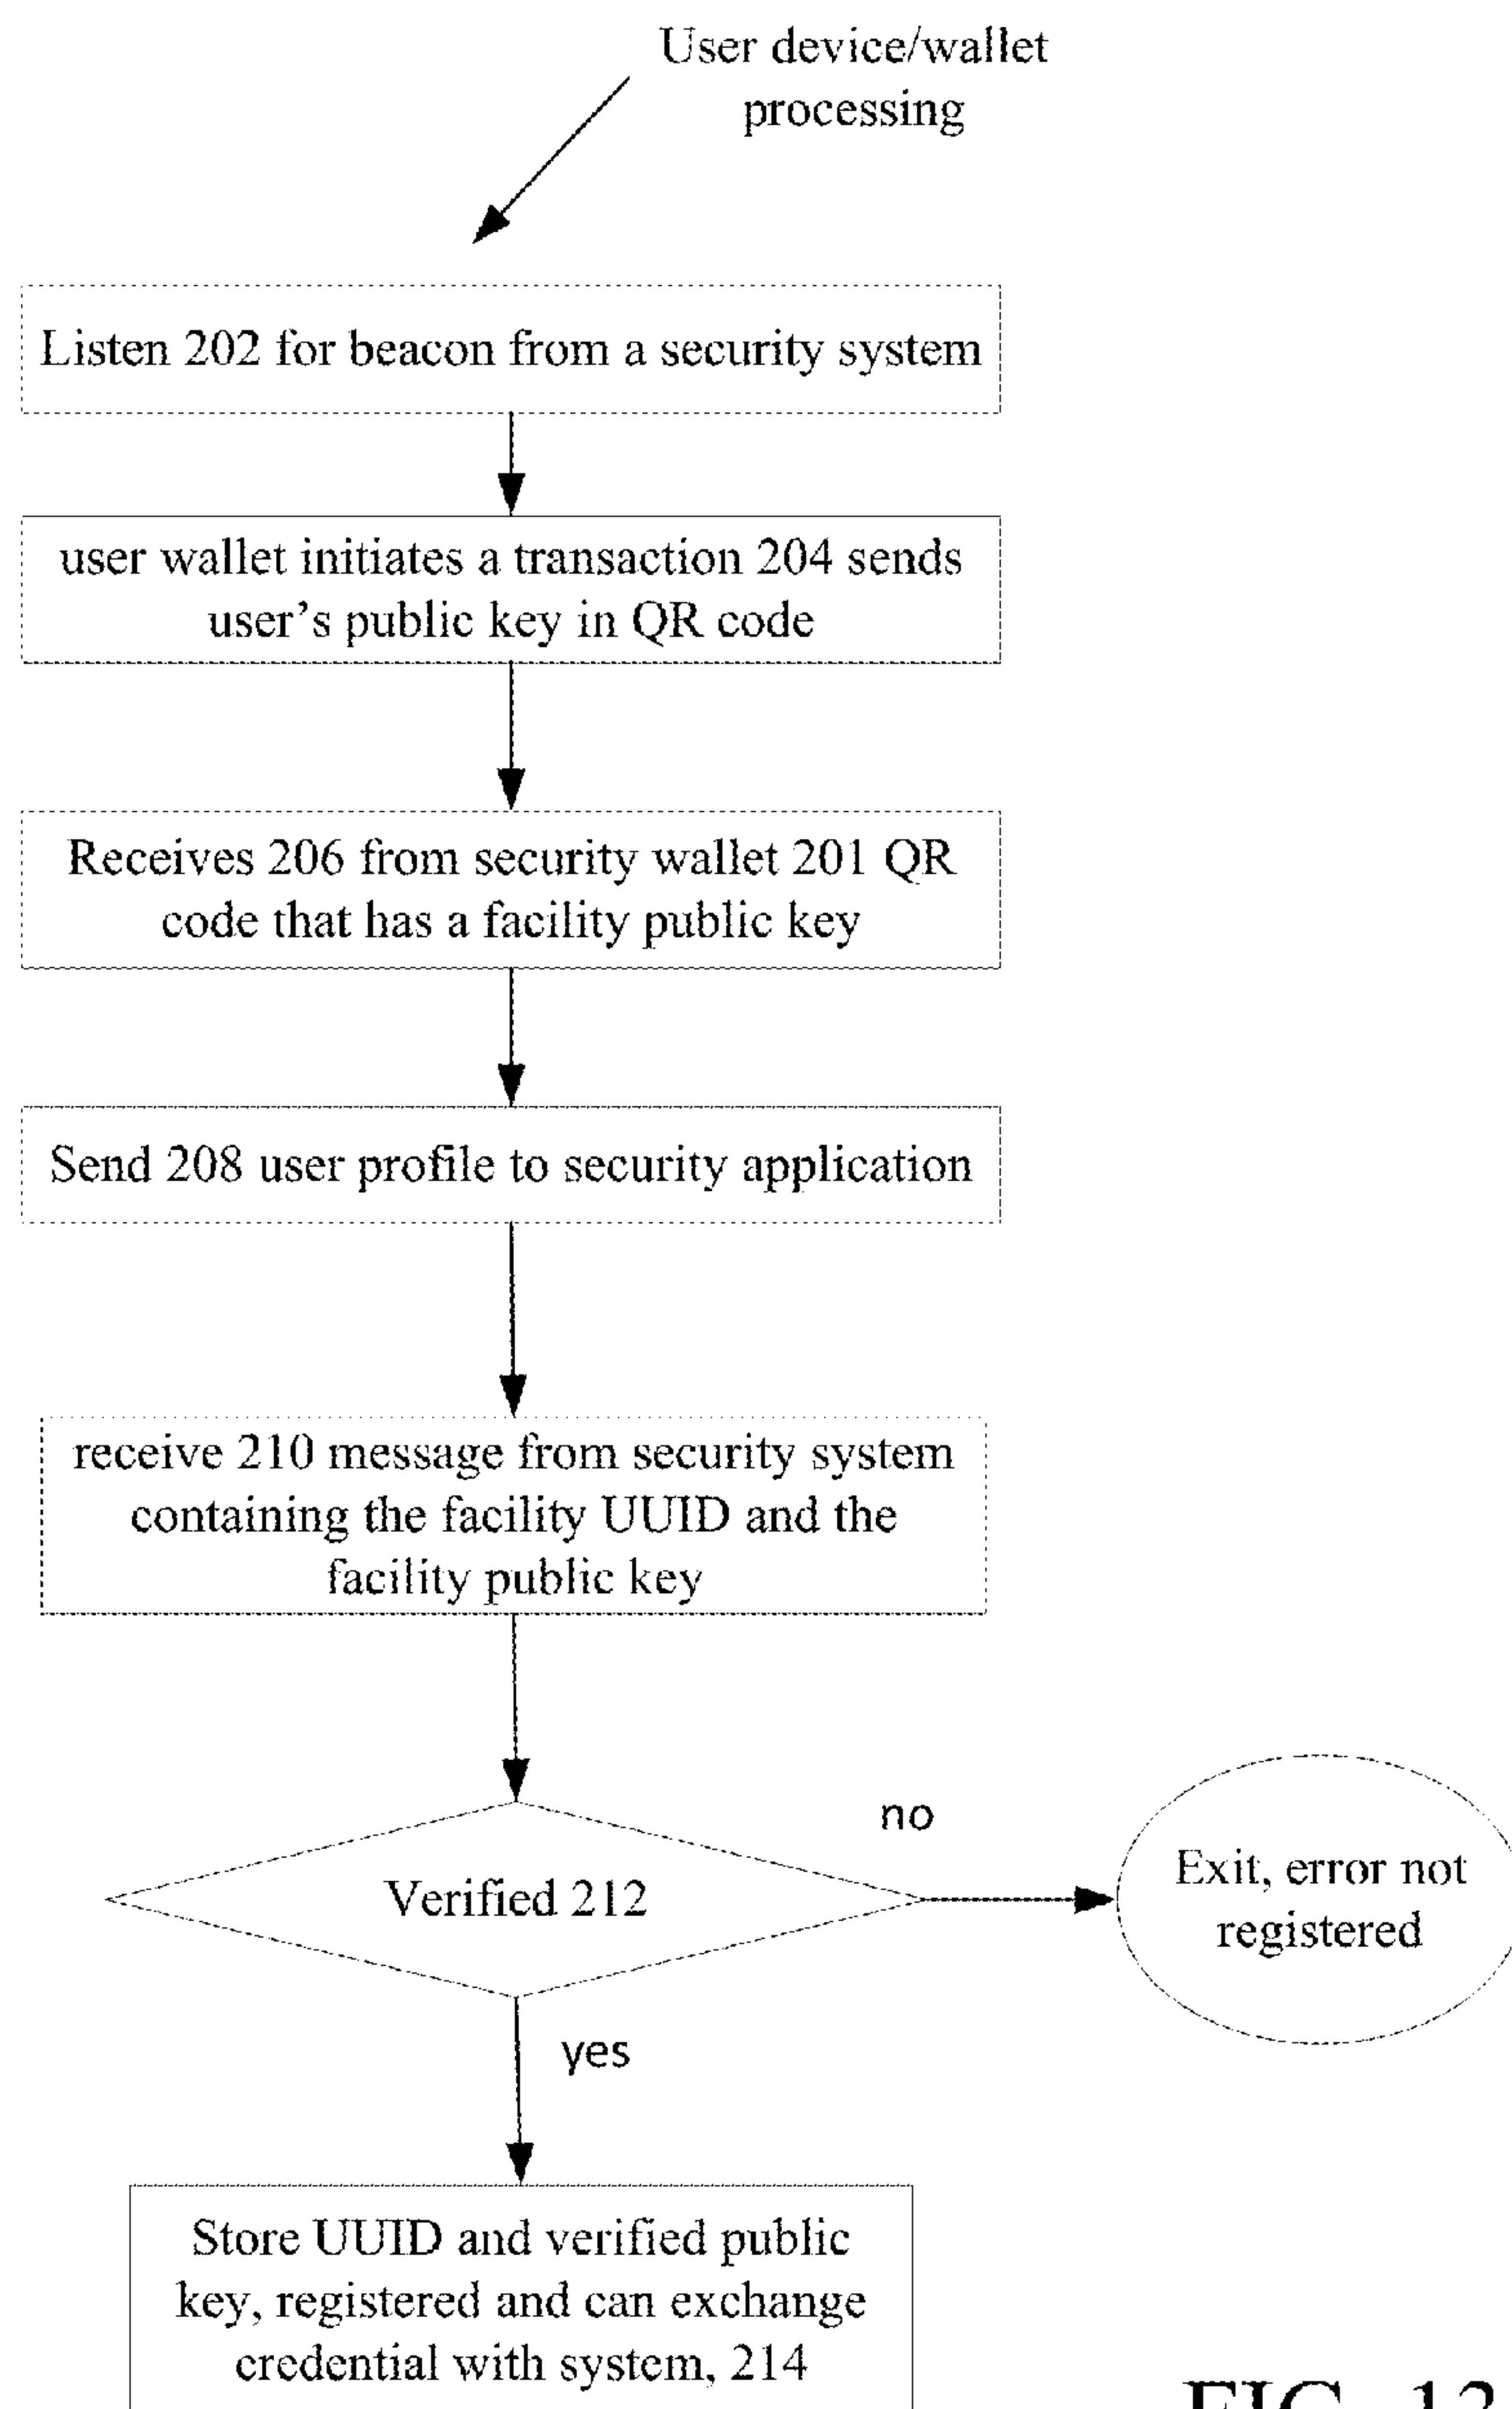 User device/wallet
processing
Listen 202 for beacon from a security system
user wallet initiates a transaction 204 sends
user's public key in QR code
Receives 206 from security wallet 201 QR
code that has a facility public key
Send 208 user profile to security application
receive 210 message from security system
containing the facility UUID and the
facility public key
Verified 212
no
Exit, error not
registered
yes
Store UUID and verified public
key, registered and can exchange
credential with system, 214
FIG.